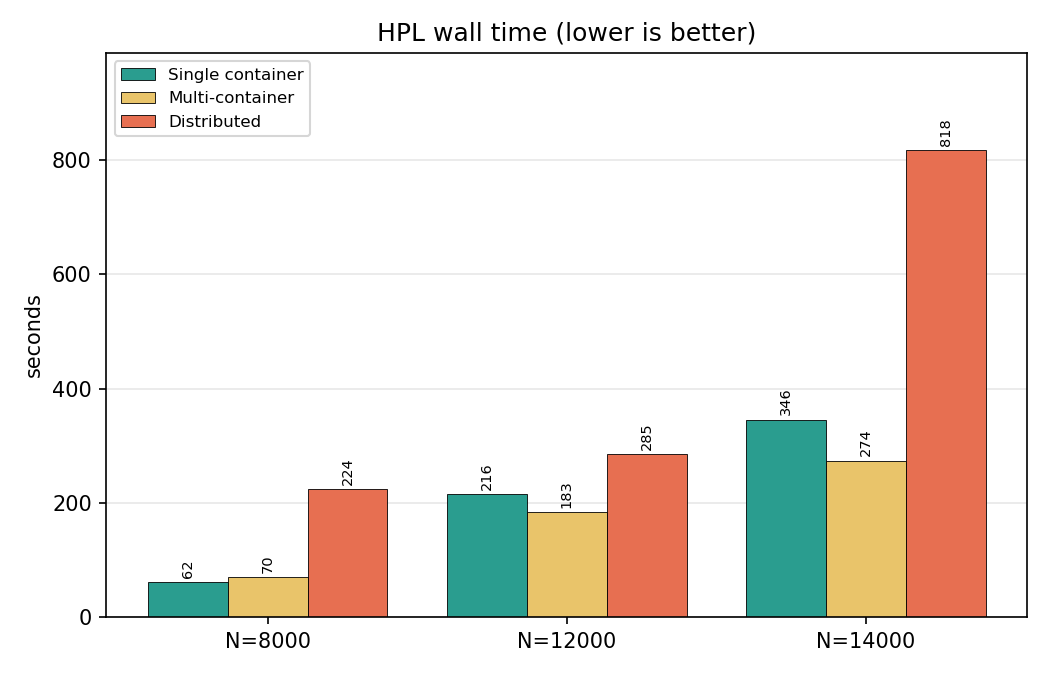 HPL wall time (lower is better)
Single container
Multi-container
Distributed
seconds
800
600
400
200
0
62
70
224
216
183
285
346
274
818
N=8000
N=12000
N=14000